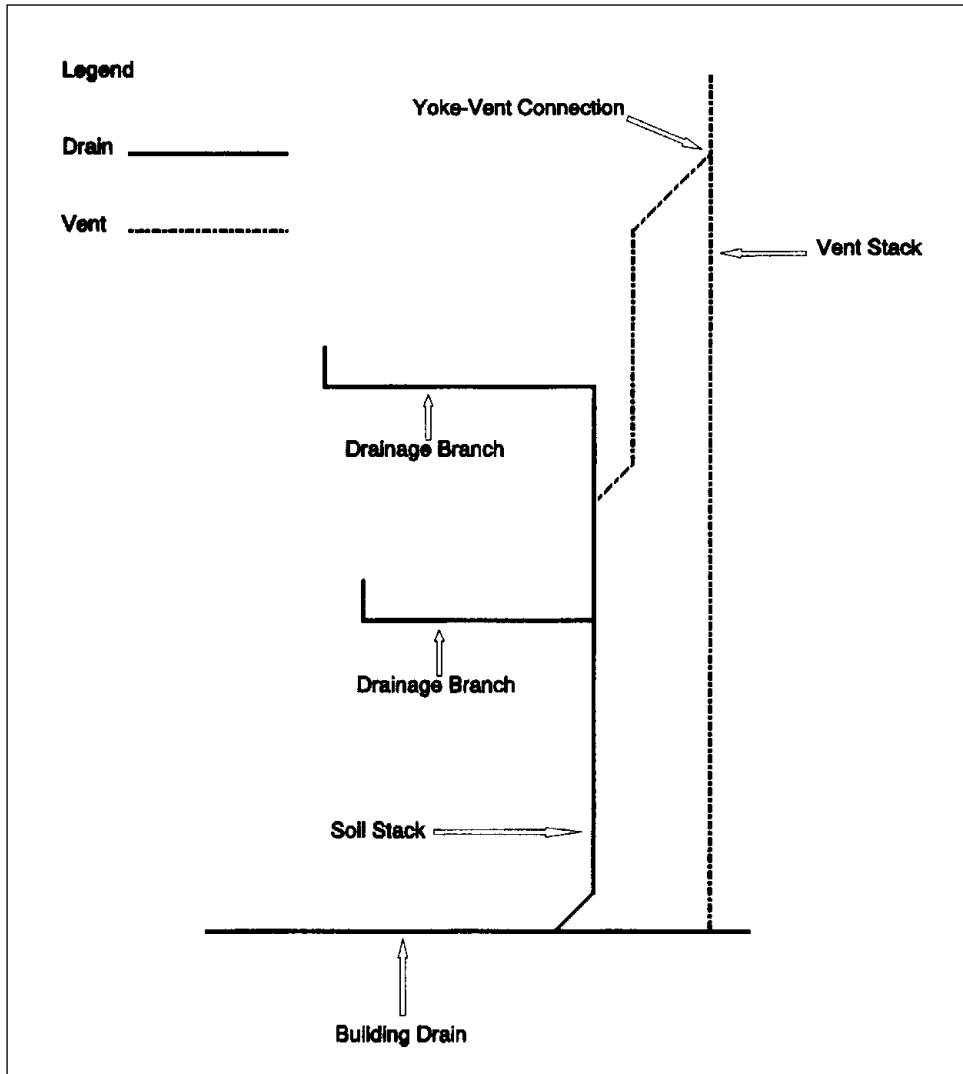 Legend
Yoke-Vent Connection
Drain
Vent
Vent Stack
Drainage Branch
Drainage Branch
Soil Stack
Building Drain